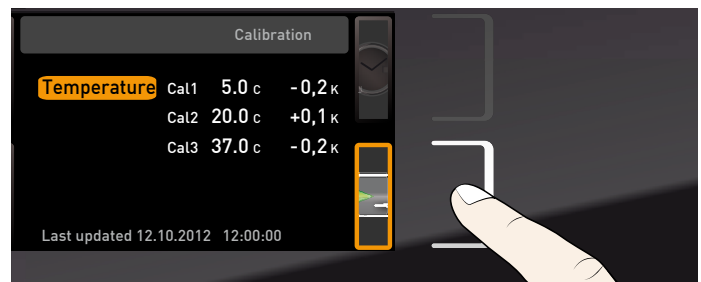 Calibration
Temperature Cal1 5.0 C -0,2 K
Cal2 20.0 C +0,1 K
Cal3 37.0 C -0,2 K
Last updated 12.10.2012 12:00:00